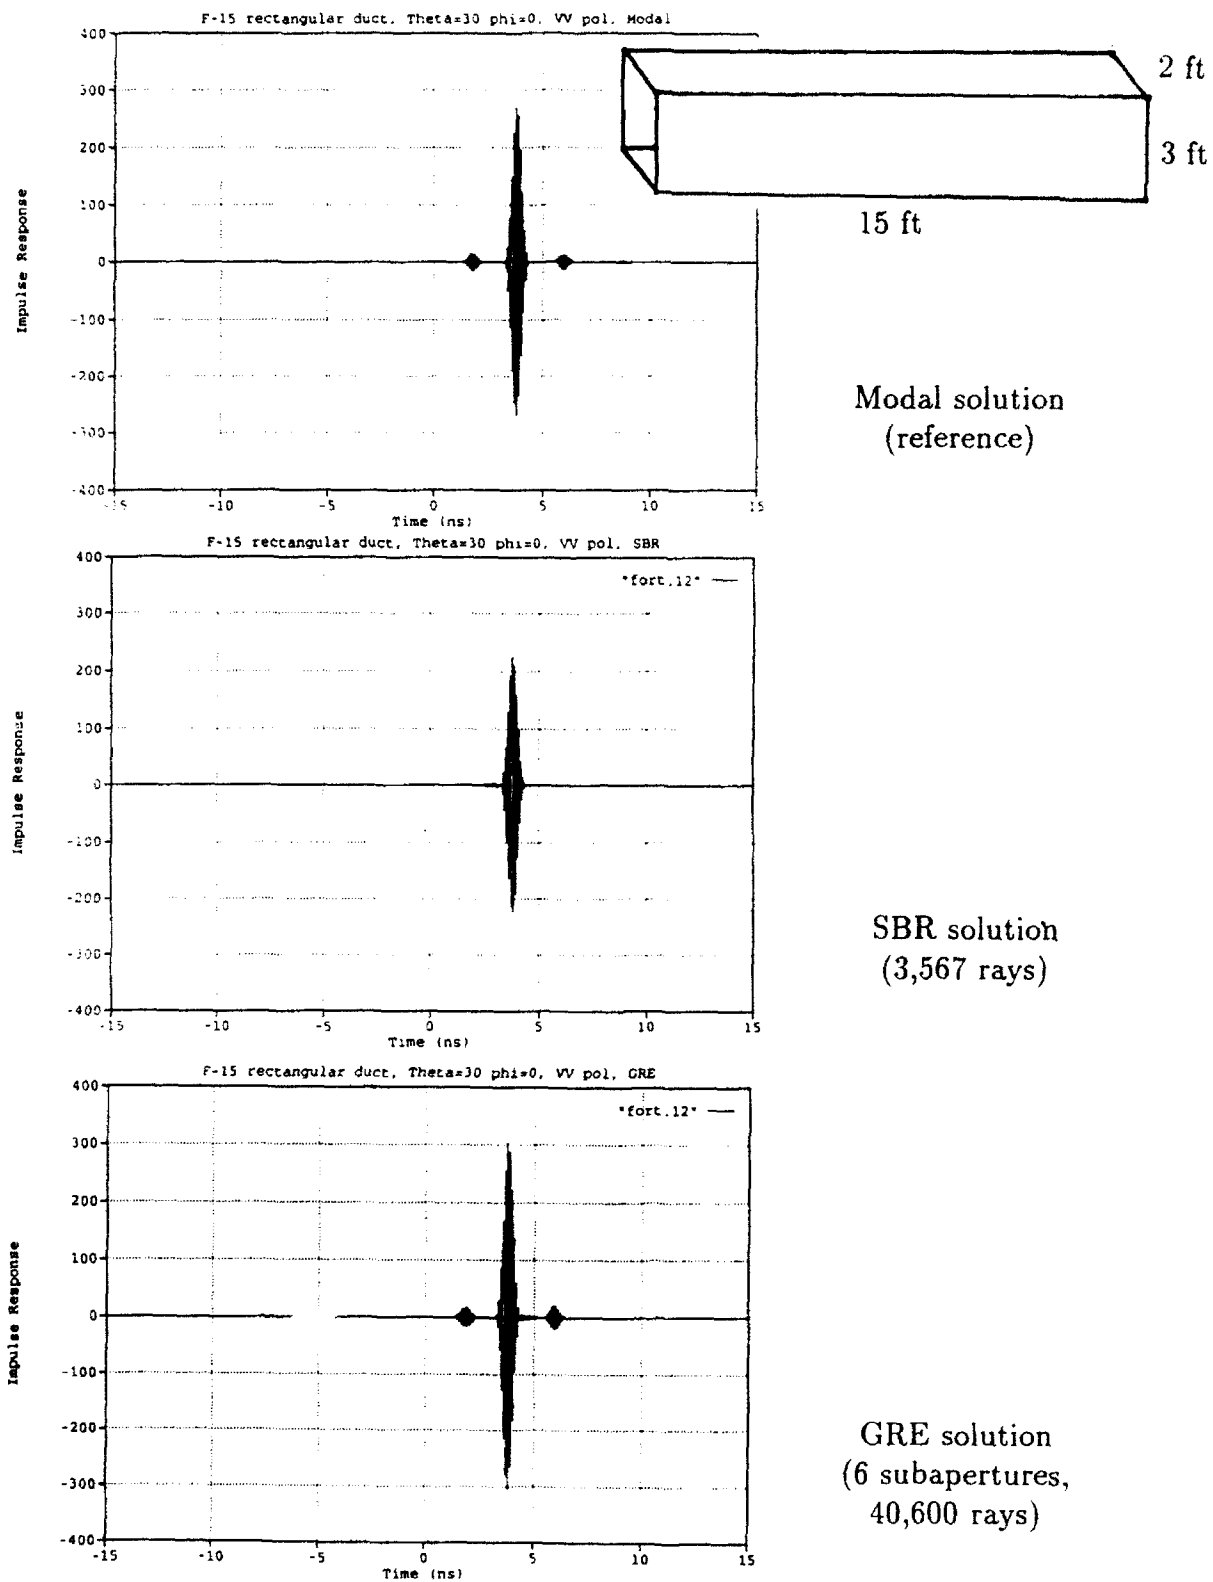 F-15 rectangular duct, Theta=30 phi=0, VV pol, Modal
400
300
200
100
0
-100
-200
-300
-400
-15
-10
-5
0
5
10
15
Impulse Response
Time (ns)
2 ft
3 ft
15 ft
Modal solution
(reference)
F-15 rectangular duct, Theta=30 phi=0, VV pol, SBR
"fort.12"
400
300
200
100
0
-100
-200
-300
-400
-15
-10
-5
0
5
10
15
Impulse Response
Time (ns)
SBR solution
(3,567 rays)
F-15 rectangular duct, Theta=30 phi=0, VV pol, GRE
"fort.12"
400
300
200
100
0
-100
-200
-300
-400
-15
-10
-5
0
5
10
15
Impulse Response
Time (ns)
GRE solution
(6 subapertures,
40,600 rays)